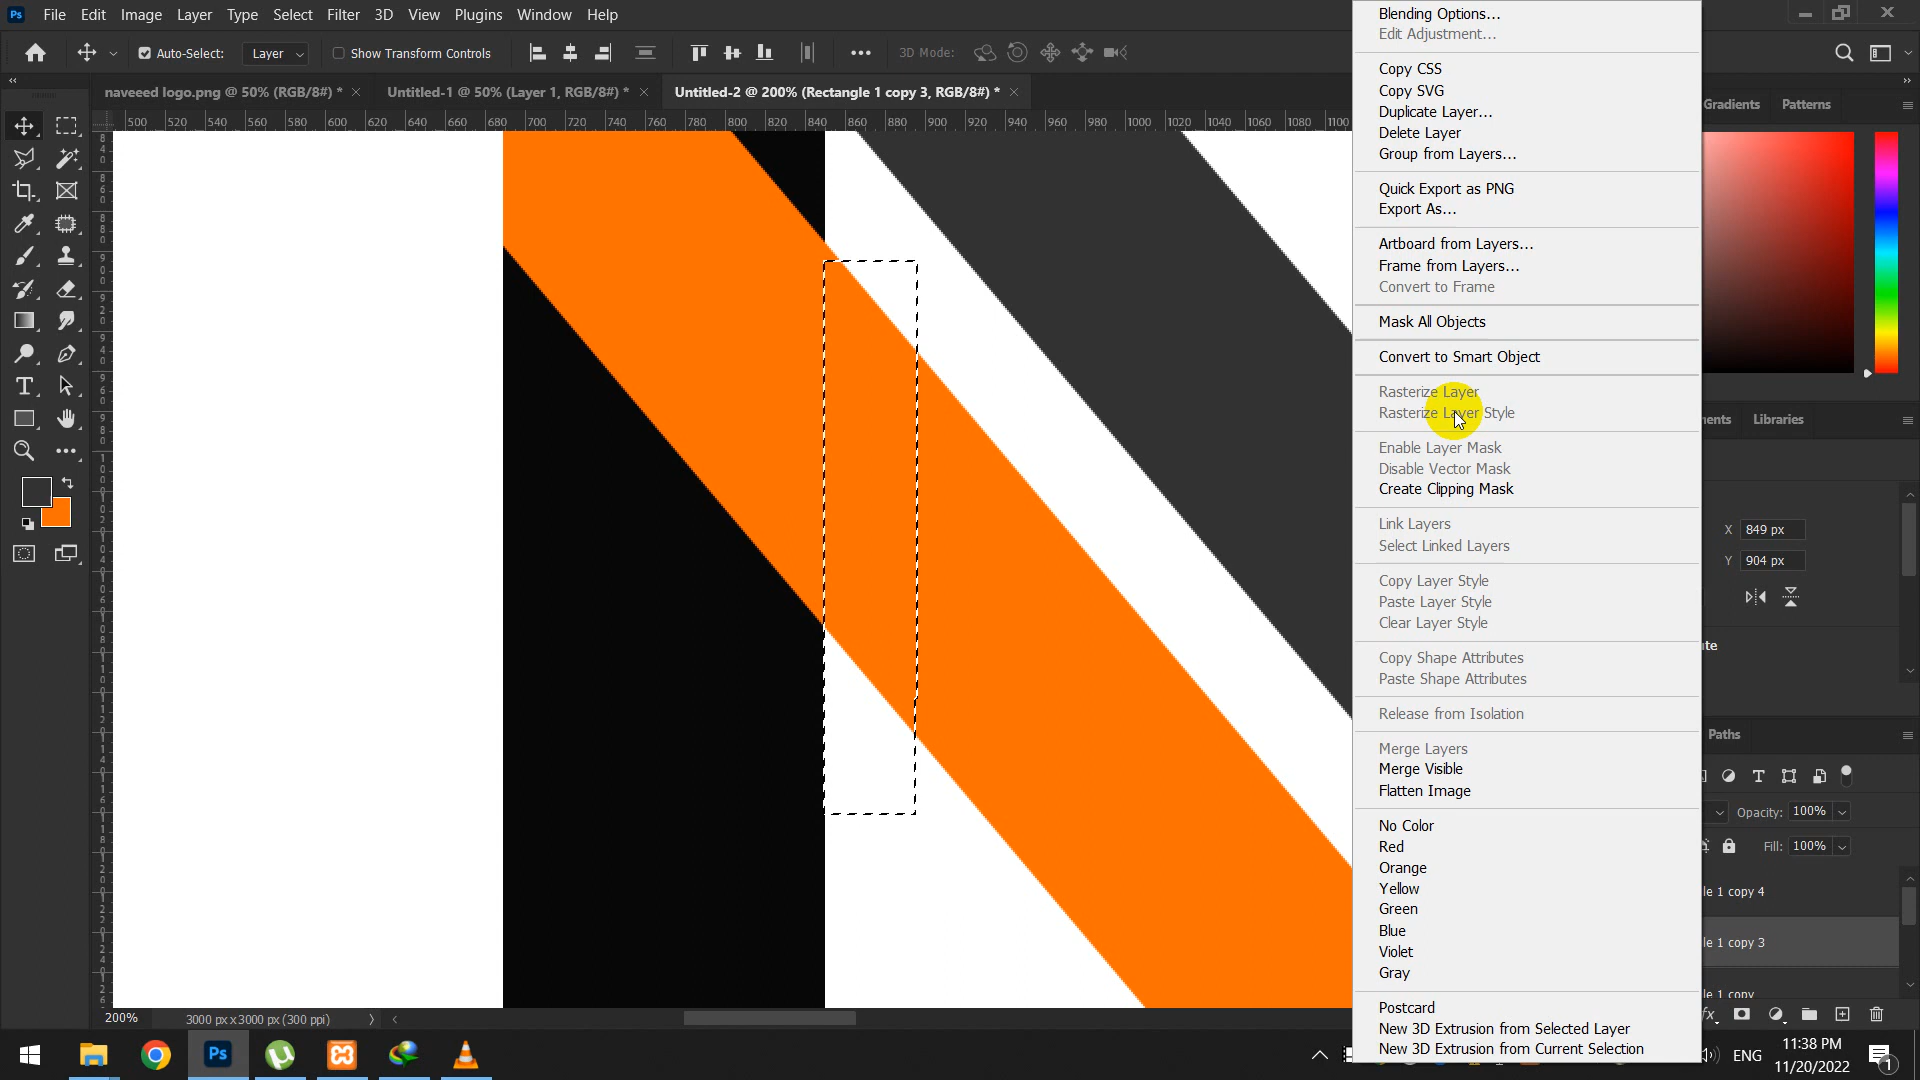 File Edit Image Layer Type Select Filter 3D View Plugins Window Help
Auto-Select: Layer Show Transform Controls 3D Mode:
naveeed logo.png @ 50% (RGB/8#) * Untitled-1 @ 50% (Layer 1, RGB/8#) * Untitled-2 @ 200% (Rectangle 1 copy 3, RGB/8#) *
500 520 540 560 580 600 620 640 660 680 700 720 740 760 780 800 820 840 860 880 900 920 940 960 980 1000 1020 1040 1060 1080 1100
Blending Options...
Edit Adjustment...
Copy CSS
Copy SVG
Duplicate Layer...
Delete Layer
Group from Layers...
Quick Export as PNG
Export As...
Artboard from Layers...
Frame from Layers...
Convert to Frame
Mask All Objects
Convert to Smart Object
Rasterize Layer
Rasterize Layer Style
Enable Layer Mask
Disable Vector Mask
Create Clipping Mask
Link Layers
Select Linked Layers
Copy Layer Style
Paste Layer Style
Clear Layer Style
Copy Shape Attributes
Paste Shape Attributes
Release from Isolation
Merge Layers
Merge Visible
Flatten Image
No Color
Red
Orange
Yellow
Green
Blue
Violet
Gray
Postcard
New 3D Extrusion from Selected Layer
New 3D Extrusion from Current Selection
Gradients Patterns
Libraries
X 849 px
Y 904 px
Paths
Opacity: 100%
Fill: 100%
le 1 copy 4
le 1 copy 3
le 1 copy
200% 3000 px x 3000 px (300 ppi)
ENG
11:38 PM
11/20/2022
1